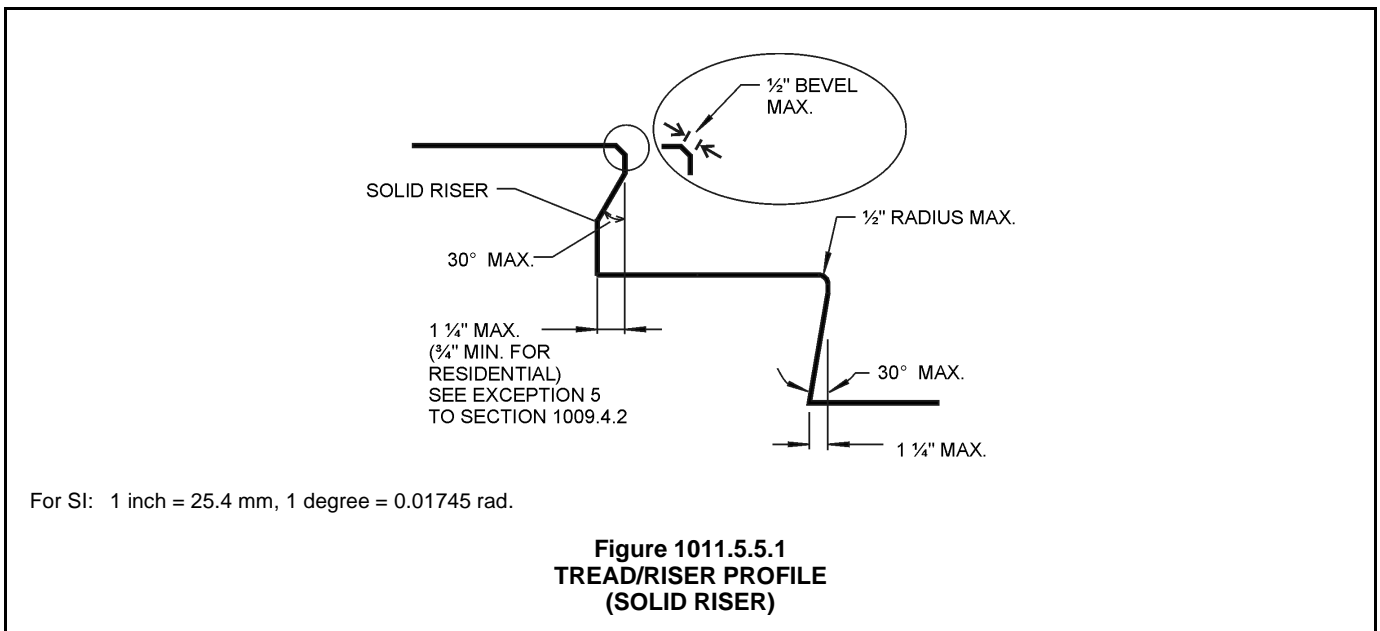 ½" BEVEL
MAX.
SOLID RISER
½" RADIUS MAX.
30° MAX.
1 ¼" MAX.
(¾" MIN. FOR
RESIDENTIAL)
SEE EXCEPTION 5
TO SECTION 1009.4.2
30° MAX.
1 ¼" MAX.
For SI: 1 inch = 25.4 mm, 1 degree = 0.01745 rad.
Figure 1011.5.5.1
TREAD/RISER PROFILE
(SOLID RISER)